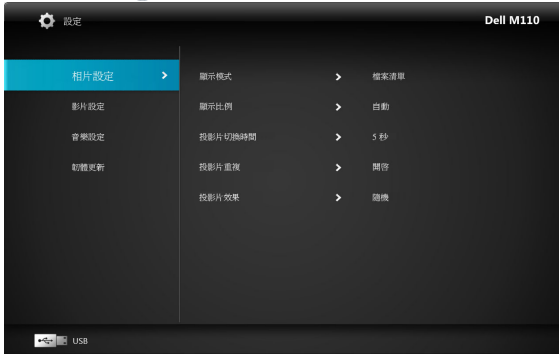 設定
Dell M110
相片設定
顯示模式
檔案清單
影片設定
顯示比例
自動
音樂設定
投影片切換時間
5 秒
韌體更新
投影片重複
開啓
投影片效果
隨機
USB